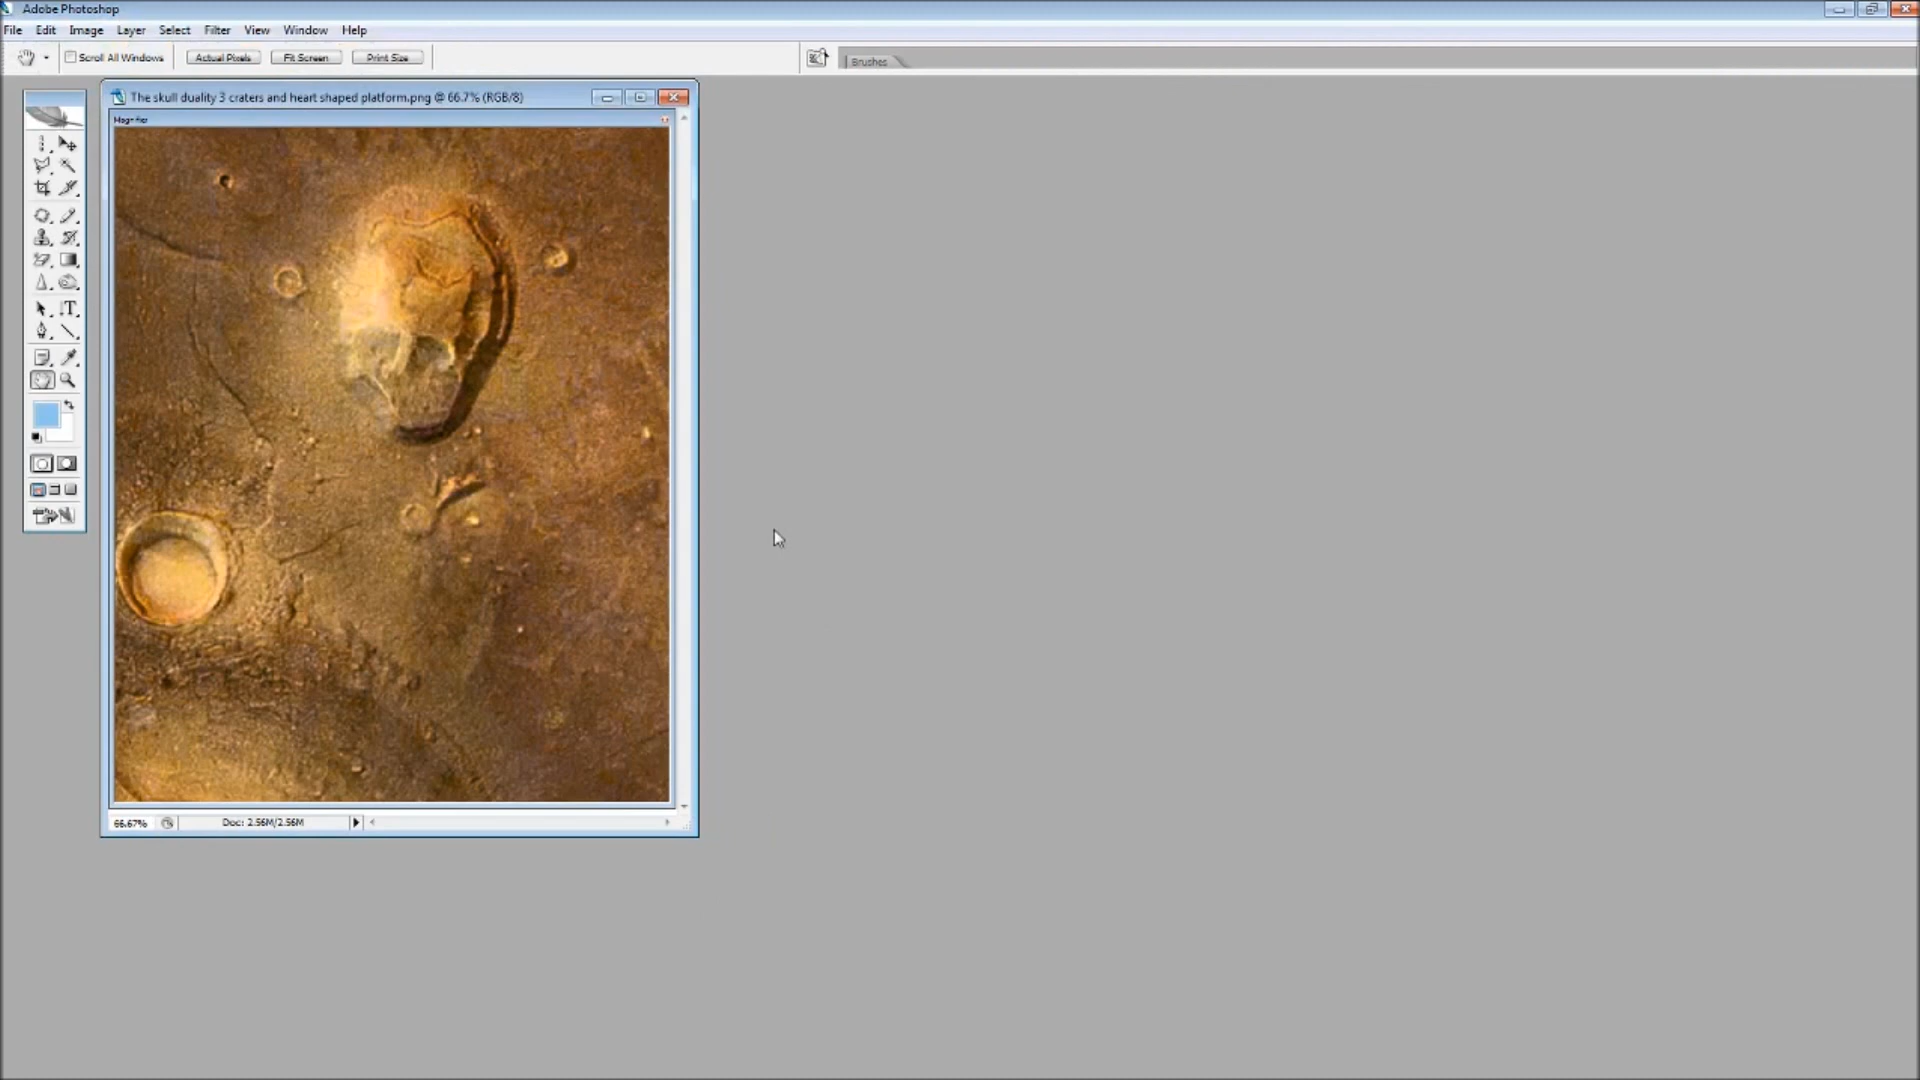 Adobe Photoshop
File Edit Image Layer Select Filter View Window Help
Scroll All Windows Actual Pixels Fit Screen Print Size Brushes
The skull duality 3 craters and heart shaped platform.png @ 66.7% (RGB/8)
Magnifier
66.67% Doc: 2.56M/2.56M